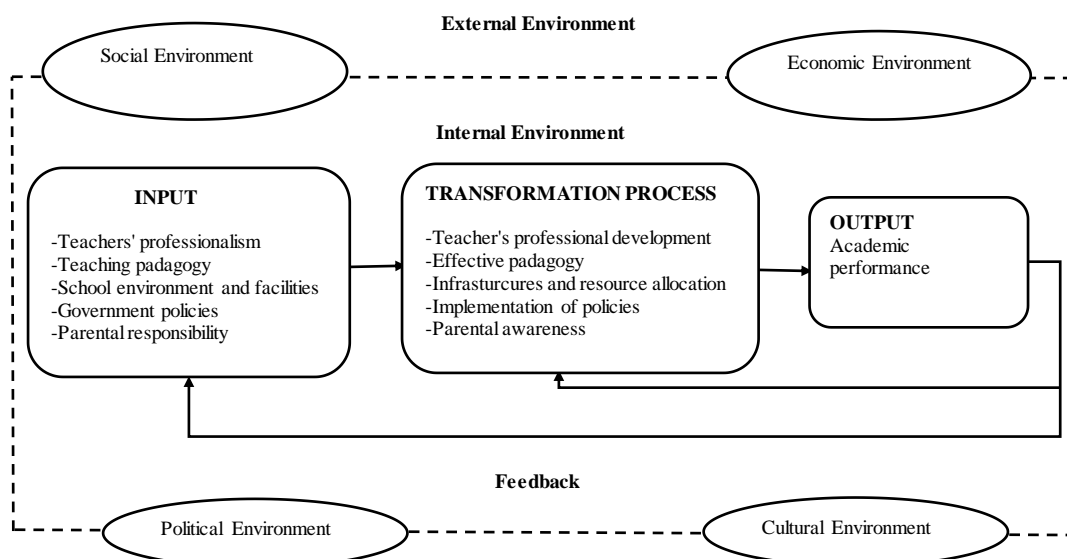 External Environment
Social Environment
Economic Environment
Internal Environment
INPUT
-Teachers' professionalism
-Teaching padagogy
-School environment and facilities
-Government policies
-Parental responsibility
TRANSFORMATION PROCESS
-Teacher's professional development
-Effective padagogy
-Infrasturcures and resource allocation
-Implementation of policies
-Parental awareness
OUTPUT
Academic
performance
Feedback
Political Environment
Cultural Environment